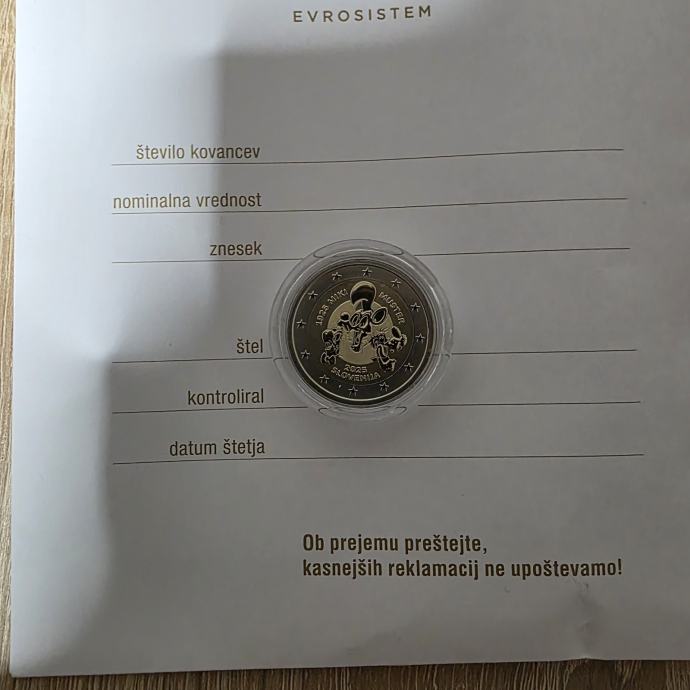 EVROSISTEM
število kovancev
nominalna vrednost
znesek
1925 MIKI MUSTER
2025
SLOVENIJA
štel
kontroliral
datum štetja
Ob prejemu preštejte,
kasnejših reklamacij ne upoštevamo!